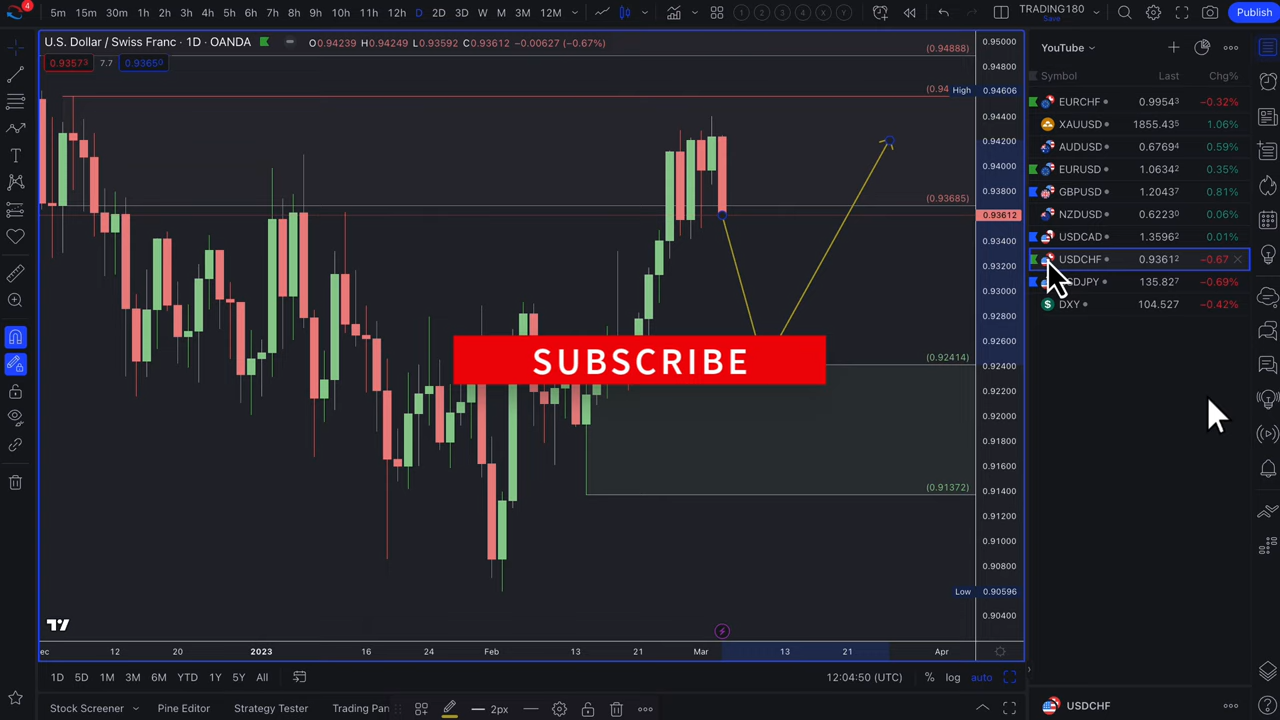 4
5m 15m 30m 1h 2h 3h 4h 5h 6h 7h 8h 9h 10h 11h 12h D 2D 3D W M 3M 12M
TRADING180
Save
Publish
U.S. Dollar / Swiss Franc · 1D · OANDA
O0.94239 H0.94249 L0.93592 C0.93612 −0.00627 (−0.67%)
0.93573 7.7 0.93650
(0.94888)
High 0.94606
(0.93685)
0.93612
(0.92414)
(0.91372)
Low 0.90596
0.95000
0.94800
0.94400
0.94200
0.94000
0.93800
0.93400
0.93200
0.93000
0.92800
0.92600
0.92400
0.92200
0.92000
0.91800
0.91600
0.91400
0.91200
0.91000
0.90800
0.90400
SUBSCRIBE
ec 12 20 2023 16 24 Feb 13 21 Mar 13 21 Apr
1D 5D 1M 3M 6M YTD 1Y 5Y All
12:04:50 (UTC) % log auto
Stock Screener Pine Editor Strategy Tester Trading Pan
2px
YouTube
Symbol Last Chg%
EURCHF 0.99543 −0.32%
XAUUSD 1855.435 1.06%
AUDUSD 0.67694 0.59%
EURUSD 1.06342 0.35%
GBPUSD 1.20437 0.81%
NZDUSD 0.62230 0.06%
USDCAD 1.35962 0.01%
USDCHF 0.93612 −0.67
SDJPY 135.827 −0.69%
DXY 104.527 −0.42%
USDCHF